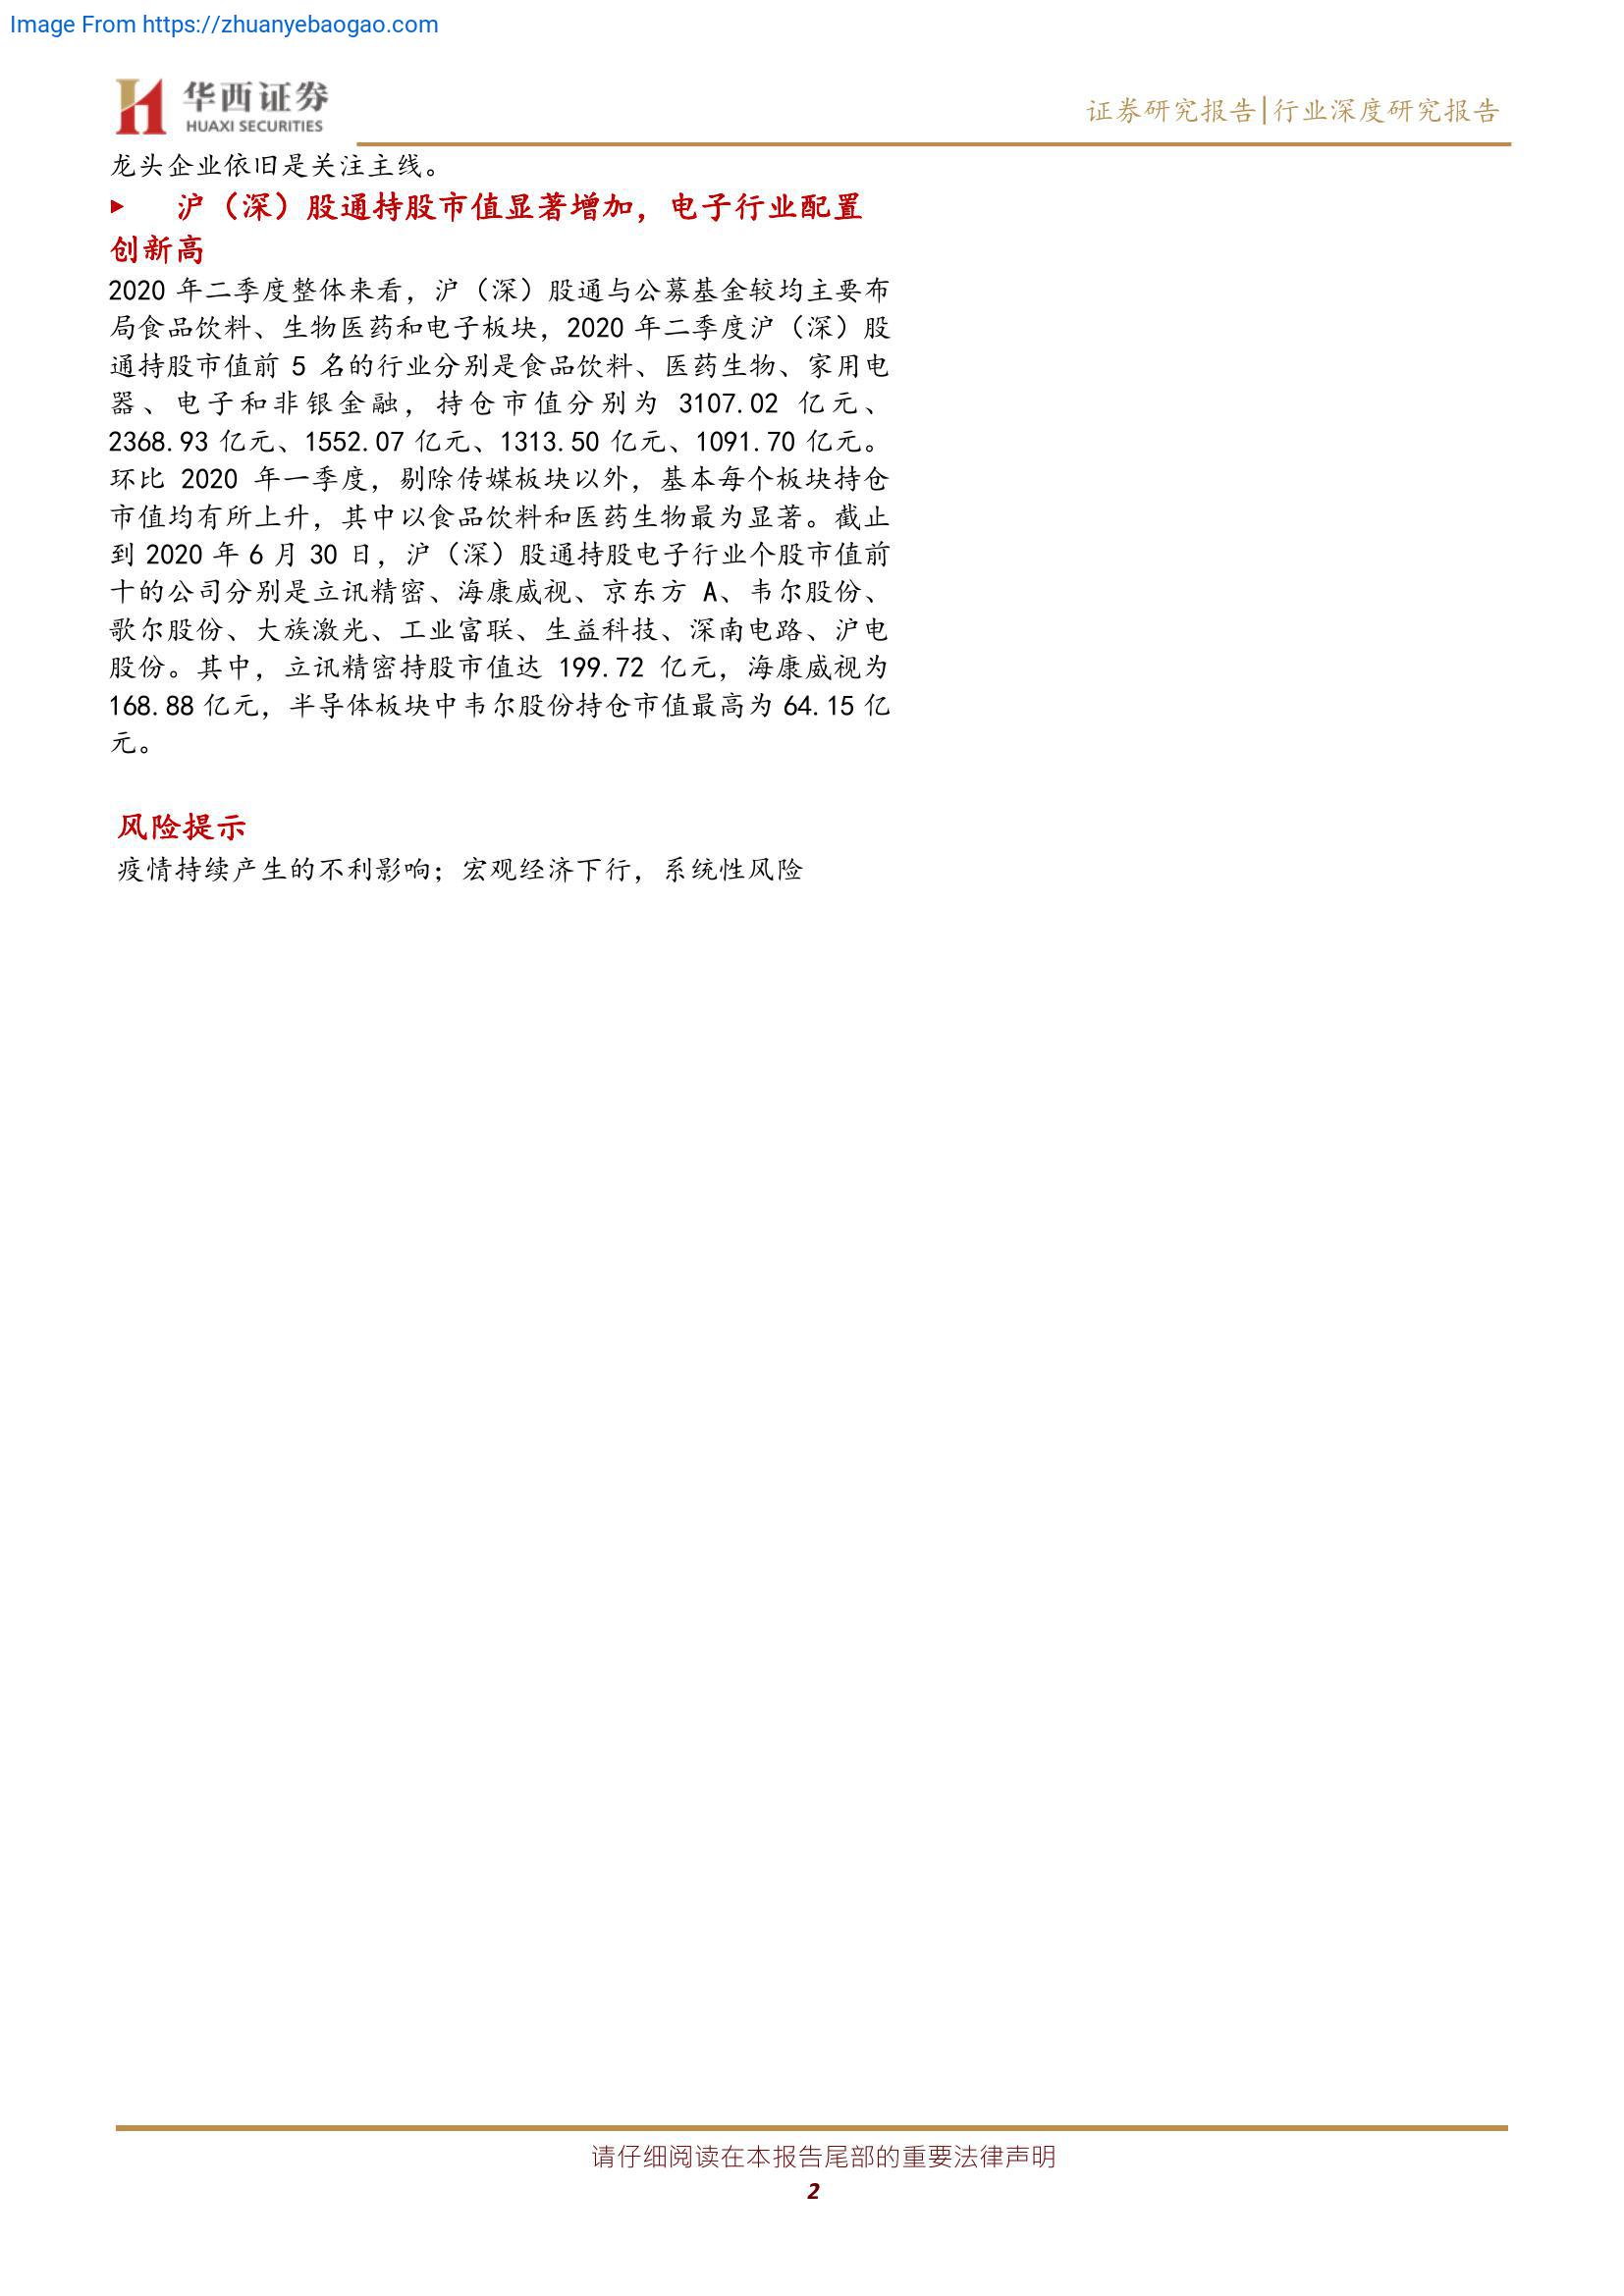 Image From https://zhuanyebaogao.com
华西证券
HUAXI SECURITIES
证券研究报告|行业深度研究报告
龙头企业依旧是关注主线。
沪（深）股通持股市值显著增加，电子行业配置
创新高
2020 年二季度整体来看，沪（深）股通与公募基金较均主要布
局食品饮料、生物医药和电子板块，2020 年二季度沪（深）股
通持股市值前 5 名的行业分别是食品饮料、医药生物、家用电
器、电子和非银金融，持仓市值分别为 3107.02 亿元、
2368.93 亿元、1552.07 亿元、1313.50 亿元、1091.70 亿元。
环比 2020 年一季度，剔除传媒板块以外，基本每个板块持仓
市值均有所上升，其中以食品饮料和医药生物最为显著。截止
到 2020 年 6 月 30 日，沪（深）股通持股电子行业个股市值前
十的公司分别是立讯精密、海康威视、京东方 A、韦尔股份、
歌尔股份、大族激光、工业富联、生益科技、深南电路、沪电
股份。其中，立讯精密持股市值达 199.72 亿元，海康威视为
168.88 亿元，半导体板块中韦尔股份持仓市值最高为 64.15 亿
元。
风险提示
疫情持续产生的不利影响；宏观经济下行，系统性风险
请仔细阅读在本报告尾部的重要法律声明
2